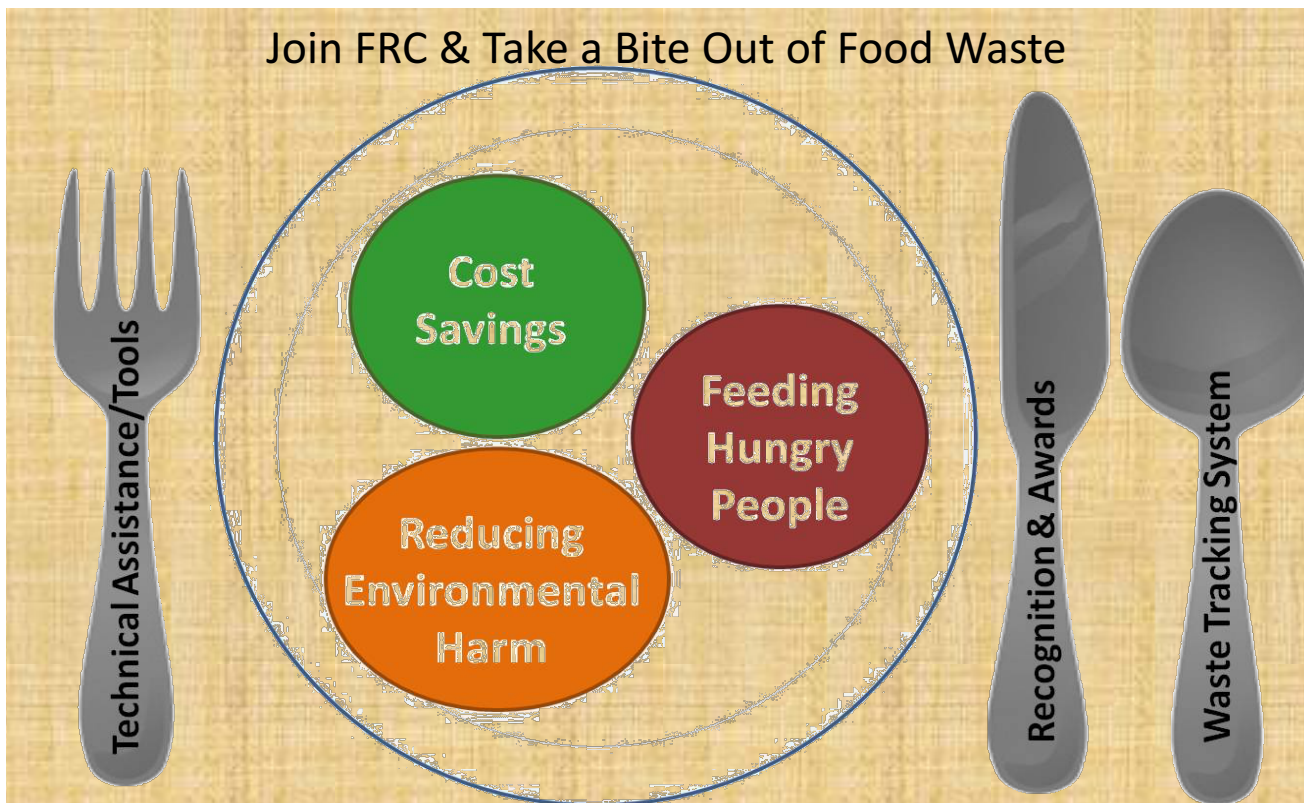 Join FRC & Take a Bite Out of Food Waste
Technical Assistance/Tools
Cost
Savings
Feeding
Hungry
People
Reducing
Environmental
Harm
Recognition & Awards
Waste Tracking System